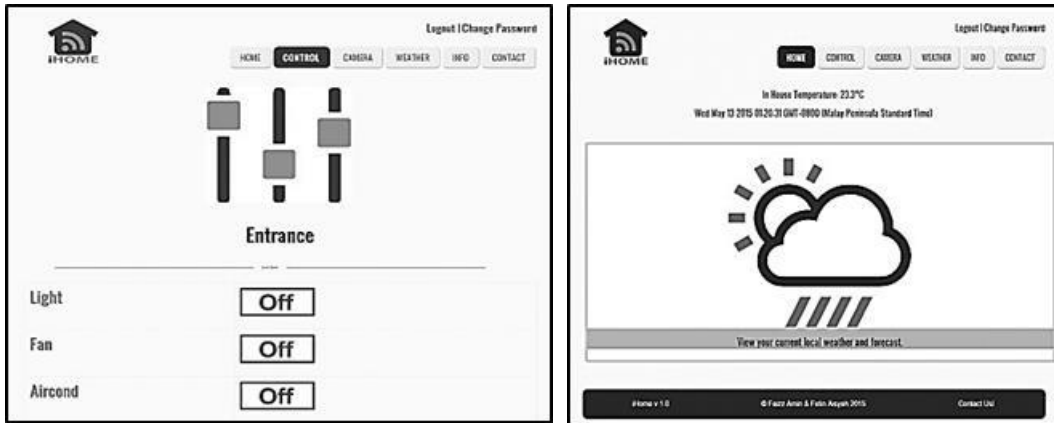 Logout | Change Password
iHOME
HOME CONTROL CAMERA WEATHER INFO CONTACT
Entrance
Light Off
Fan Off
Aircond Off
Logout | Change Password
iHOME
HOME CONTROL CAMERA WEATHER INFO CONTACT
In House Temperature: 23.3°C
Wed May 13 2015 01:20:31 GMT-0800 (Malay Peninsula Standard Time)
View your current local weather and forecast.
iHome v 1.0 © Faizz Amin & Fatin Aisyah 2015 Contact Us!